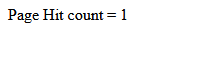 Page Hit count = 1